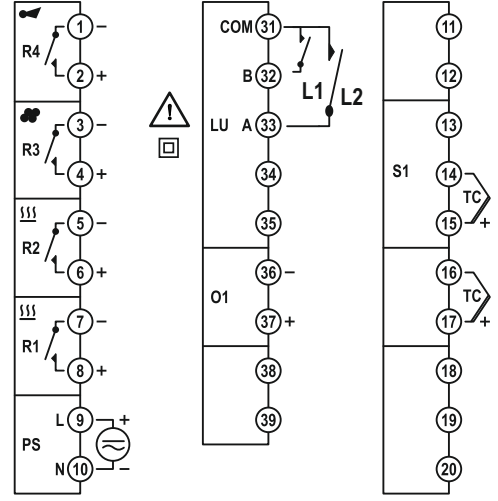 1 –
R4
2 +
3 –
R3
4 +
5 –
R2
6 +
7 –
R1
8 +
L 9 +
PS
N 10 –
!
COM 31
B 32
L1
L2
LU A 33
34
35
36 –
O1
37 +
38
39
11
12
13
S1
14
TC
15 +
16
TC
17 +
18
19
20